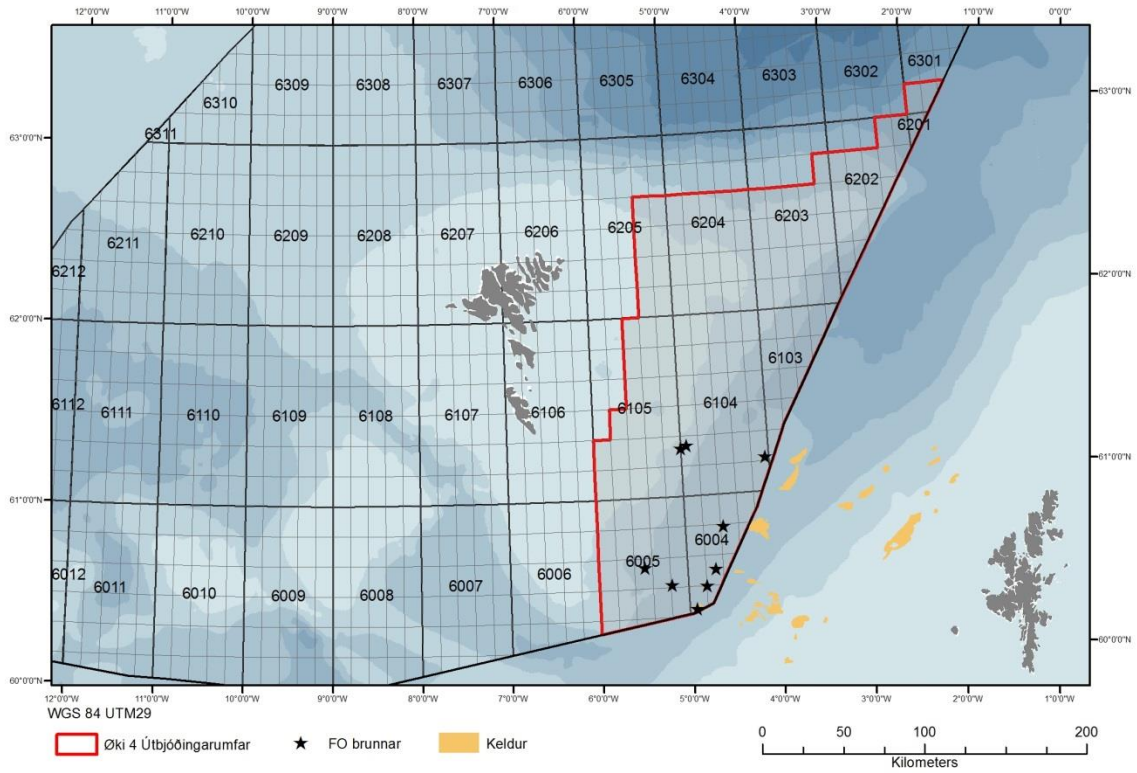 12°0'0"W 11°0'0"W 10°0'0"W 9°0'0"W 8°0'0"W 7°0'0"W 6°0'0"W 5°0'0"W 4°0'0"W 3°0'0"W 2°0'0"W 1°0'0"W 0°0'0"
6310 6309 6308 6307 6306 6305 6304 6303 6302 6301
63°0'0"N 6311 6201 63°0'0"N
6212 6211 6210 6209 6208 6207 6206 6205 6204 6203 6202
62°0'0"N 62°0'0"N
6112 6111 6110 6109 6108 6107 6106 6105 6104 6103
61°0'0"N 61°0'0"N
6012 6011 6010 6009 6008 6007 6006 6005 6004
60°0'0"N 60°0'0"N
12°0'0"W 11°0'0"W 10°0'0"W 9°0'0"W 8°0'0"W 7°0'0"W 6°0'0"W 5°0'0"W 4°0'0"W 3°0'0"W 2°0'0"W 1°0'0"W
WGS 84 UTM29
Øki 4 Útbjóðingarumfar FO brunnar Keldur
0 50 100 200
Kilometers